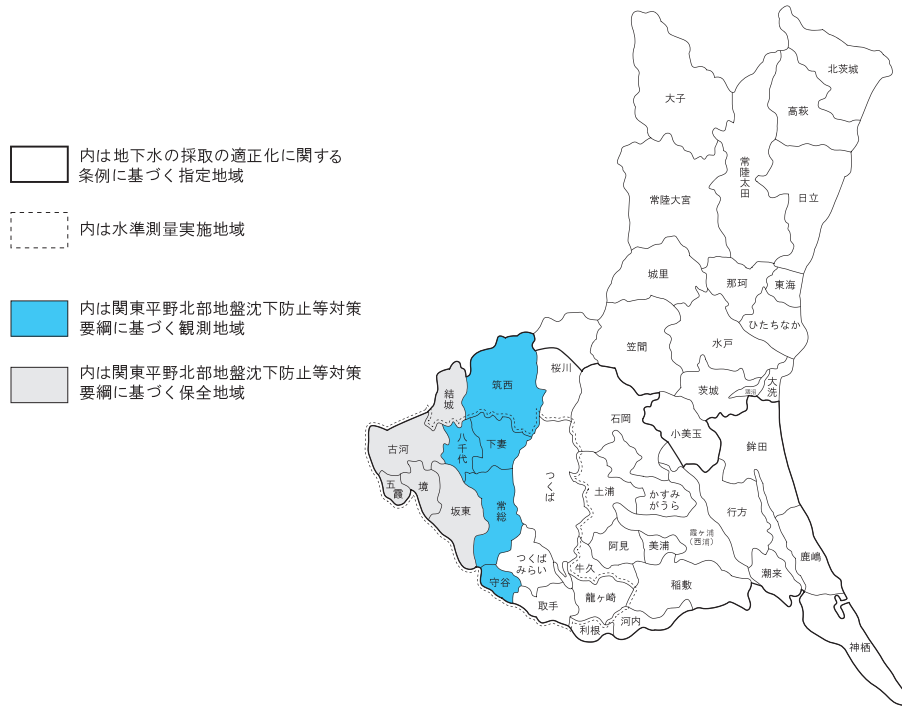 内は地下水の採取の適正化に関する
条例に基づく指定地域
内は水準測量実施地域
内は関東平野北部地盤沈下防止等対策
要綱に基づく観測地域
内は関東平野北部地盤沈下防止等対策
要綱に基づく保全地域
北茨城
大子
高萩
常陸太田
日立
常陸大宮
城里
那珂
東海
ひたちなか
水戸
笠間
桜川
筑西
茨城
大洗
涸沼
結城
石岡
小美玉
鉾田
古河
八千代
下妻
つくば
五霞
境
坂東
常総
土浦
かすみ
がうら
行方
霞ヶ浦
(西浦)
阿見
美浦
鹿嶋
つくば
みらい
牛久
潮来
守谷
稲敷
取手
龍ヶ崎
利根
河内
神栖